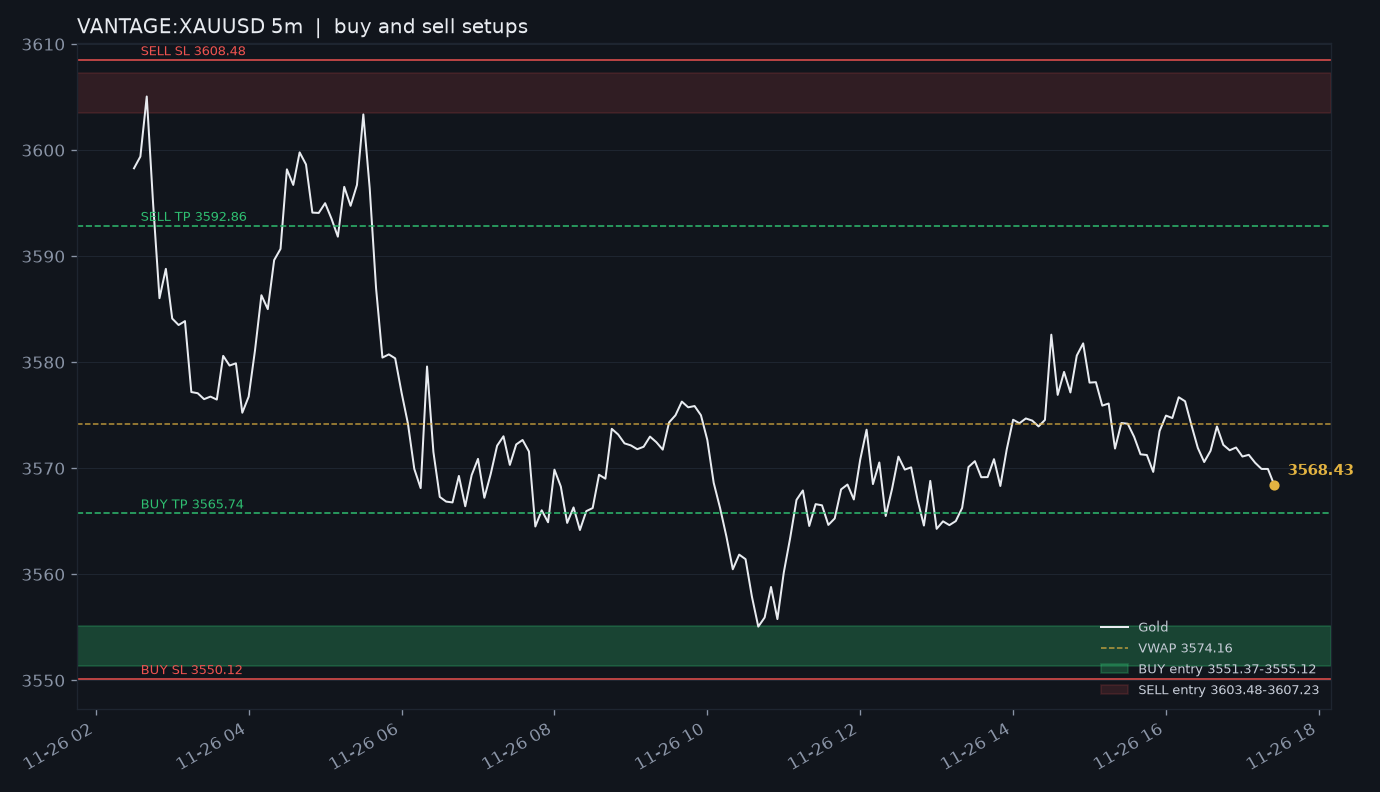 VANTAGE:XAUUSD 5m | buy and sell setups
3610
SELL SL 3608.48
3600
SELL TP 3592.86
3590
3580
3570
3568.43
BUY TP 3565.74
3560
Gold
VWAP 3574.16
BUY SL 3550.12
BUY entry 3551.37-3555.12
3550
SELL entry 3603.48-3607.23
11-26 02
11-26 04
11-26 06
11-26 08
11-26 10
11-26 12
11-26 14
11-26 16
11-26 18